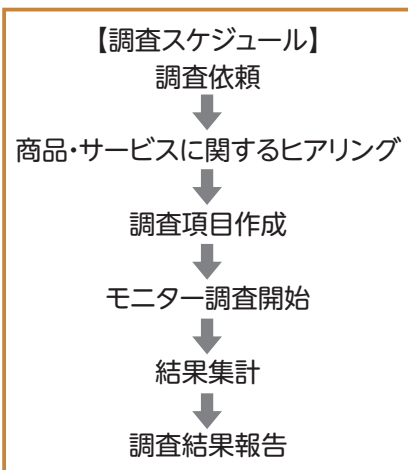 【調査スケジュール】
調査依頼
商品・サービスに関するヒアリング
調査項目作成
モニター調査開始
結果集計
調査結果報告